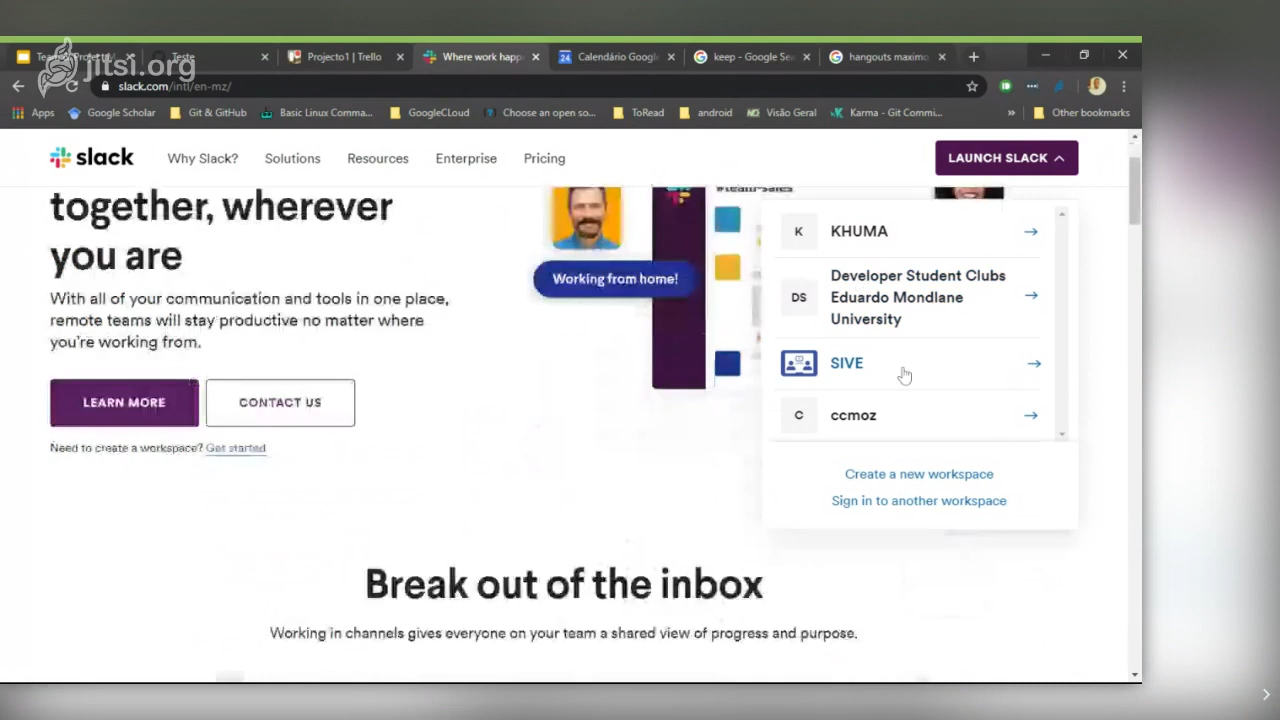 jitsi.org
Teste
Projecto1 | Trello
Where work happ
24
Calendário Google
keep - Google Sea
hangouts maximo
slack.com/intl/en-mz/
Apps
Google Scholar
Git & GitHub
Basic Linux Comma...
GoogleCLoud
Choose an open so...
ToRead
android
Visão Geral
Karma - Git Commi...
»
Other bookmarks
slack
Why Slack?
Solutions
Resources
Enterprise
Pricing
LAUNCH SLACK
#team-sales
together, wherever
you are
With all of your communication and tools in one place,
remote teams will stay productive no matter where
you're working from.
LEARN MORE
CONTACT US
Need to create a workspace? Get started
Working from home!
K
KHUMA
DS
Developer Student Clubs
Eduardo Mondlane
University
SIVE
C
ccmoz
Create a new workspace
Sign in to another workspace
Break out of the inbox
Working in channels gives everyone on your team a shared view of progress and purpose.